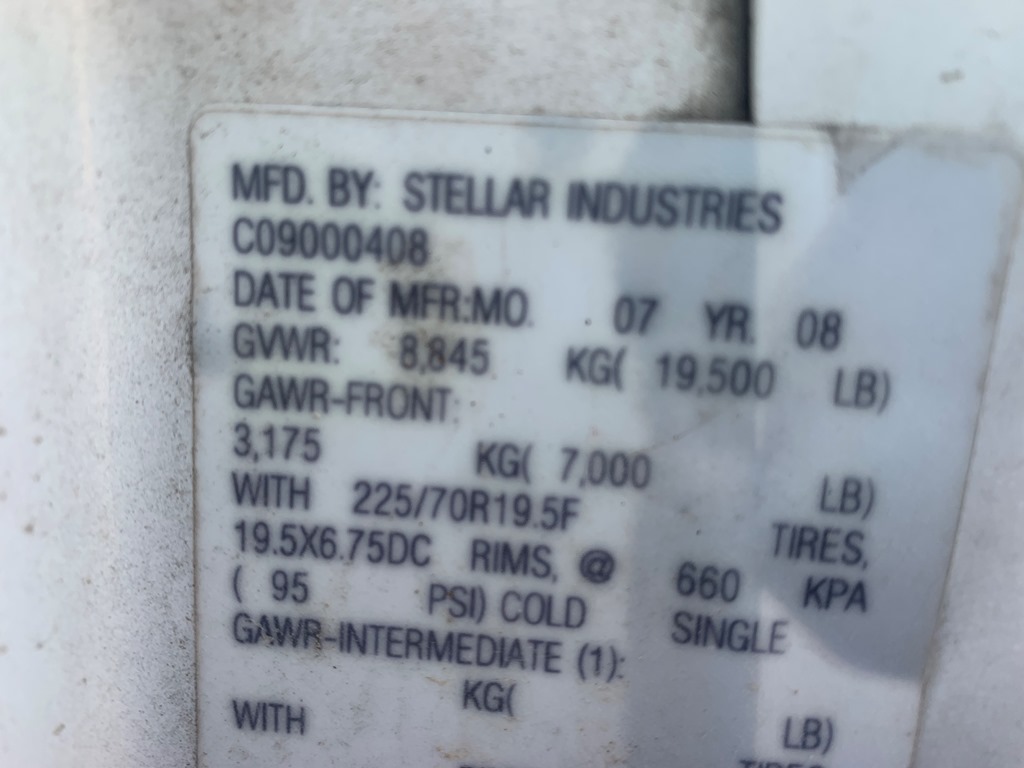 MFD. BY: STELLAR INDUSTRIES
C09000408
DATE OF MFR:MO. 07 YR. 08
GVWR: 8,845 KG( 19,500 LB)
GAWR-FRONT:
3,175 KG( 7,000 LB)
WITH 225/70R19.5F TIRES,
19.5X6.75DC RIMS, @ 660 KPA
( 95 PSI) COLD SINGLE
GAWR-INTERMEDIATE (1):
KG( LB)
WITH TIRES